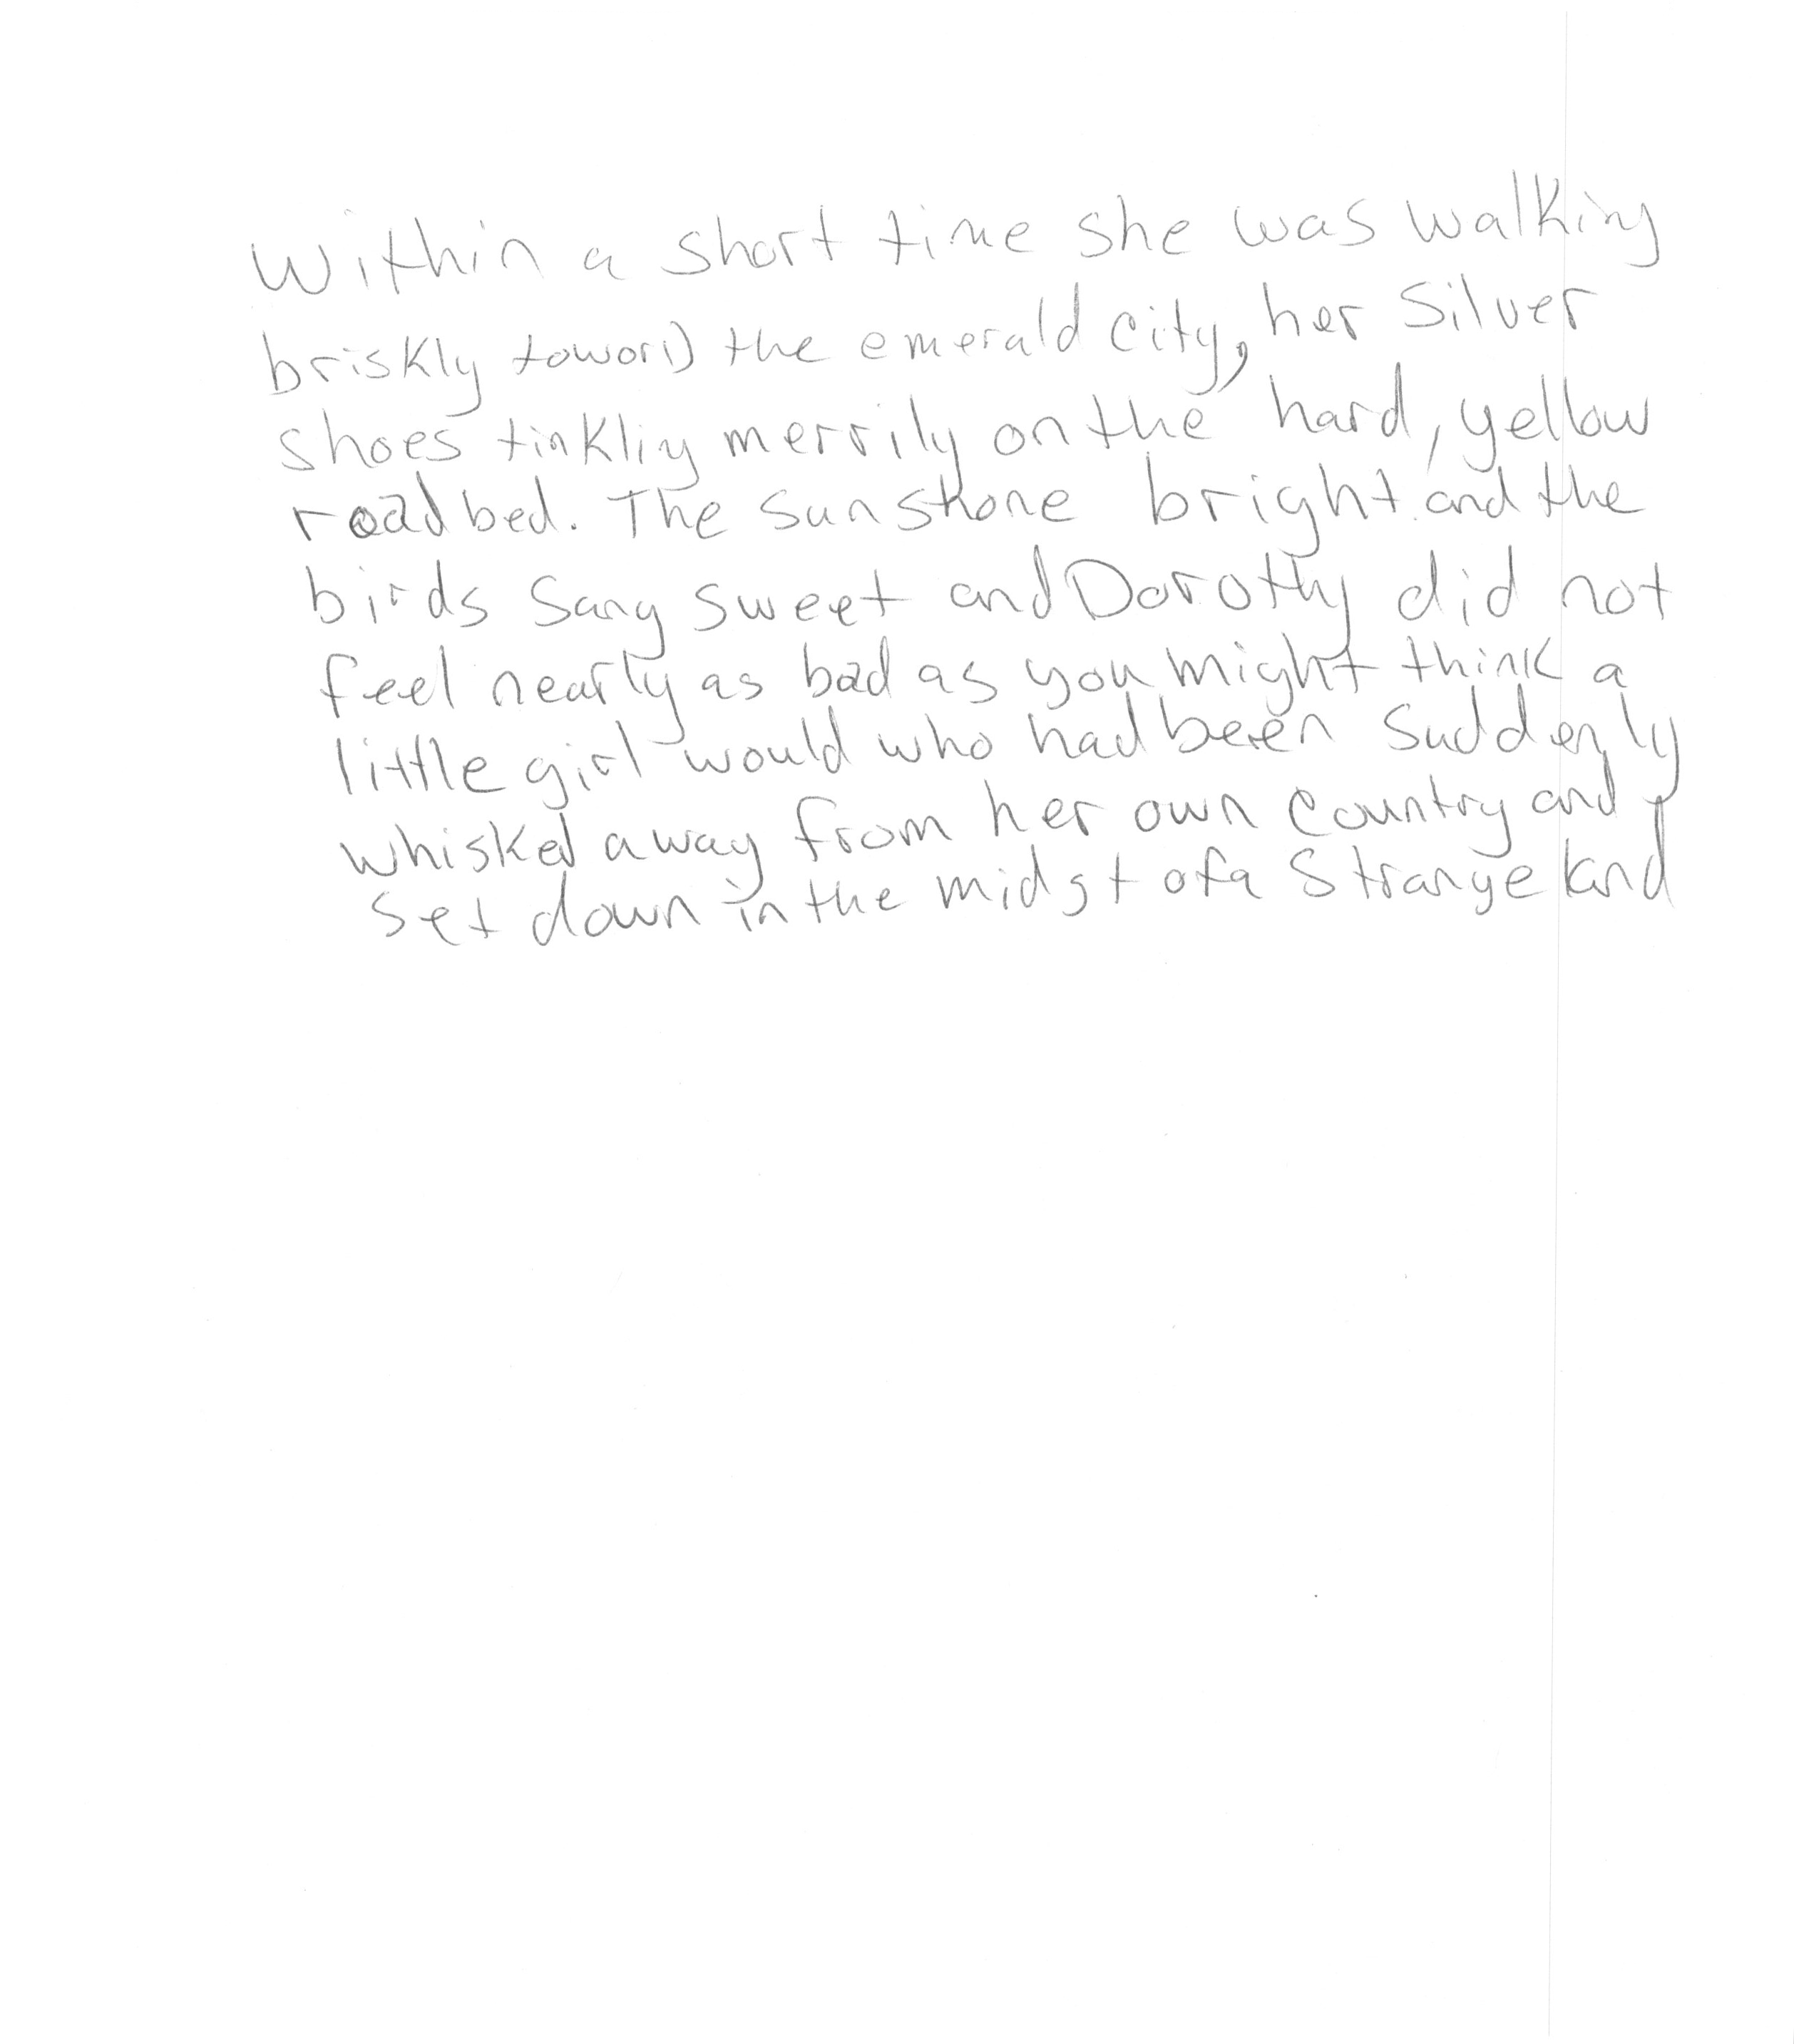 Within a short time she was walking
briskly toward the emerald city, her silver
shoes tinkling merrily on the hard, yellow
roadbed. The sun shone bright and the
birds sang sweet and Dorothy did not
feel nearly as bad as you might think a
little girl would who had been suddenly
whisked away from her own country and
set down in the midst of a strange land